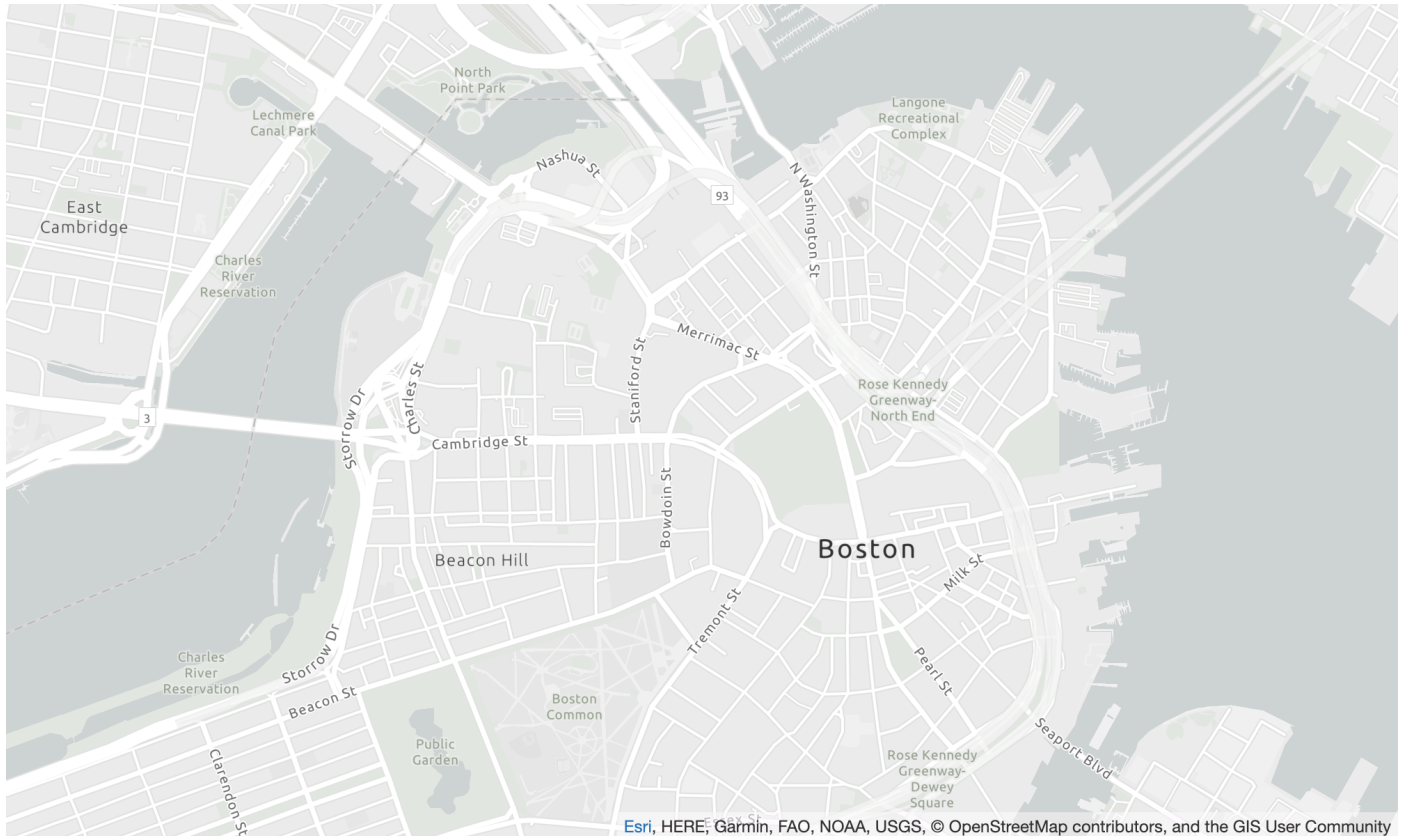 North
Point Park
Lechmere
Canal Park
Langone
Recreational
Complex
Nashua St
93
N Washington St
East
Cambridge
Charles
River
Reservation
Merrimac St
Staniford St
Charles St
Storrow Dr
Rose Kennedy
Greenway-
North End
3
Cambridge St
Bowdoin St
Boston
Beacon Hill
Milk St
Tremont St
Charles
River
Reservation
Storrow Dr
Beacon St
Pearl St
Boston
Common
Public
Garden
Clarendon St
Seaport Blvd
Rose Kennedy
Greenway-
Dewey
Square
Essex St
Esri, HERE, Garmin, FAO, NOAA, USGS, © OpenStreetMap contributors, and the GIS User Community